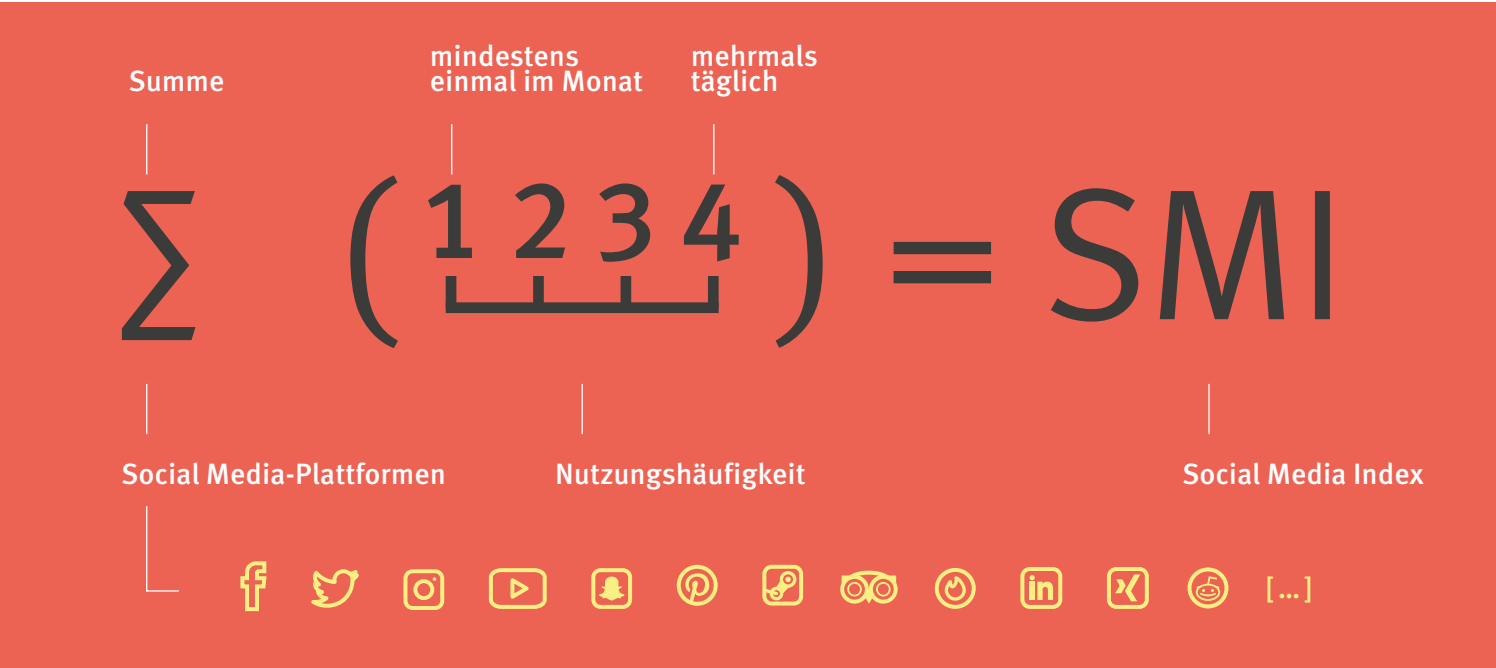 Summe
mindestens
einmal im Monat
mehrmals
täglich
∑ (1 2 3 4) = SMI
Social Media-Plattformen
Nutzungshäufigkeit
Social Media Index
[...]